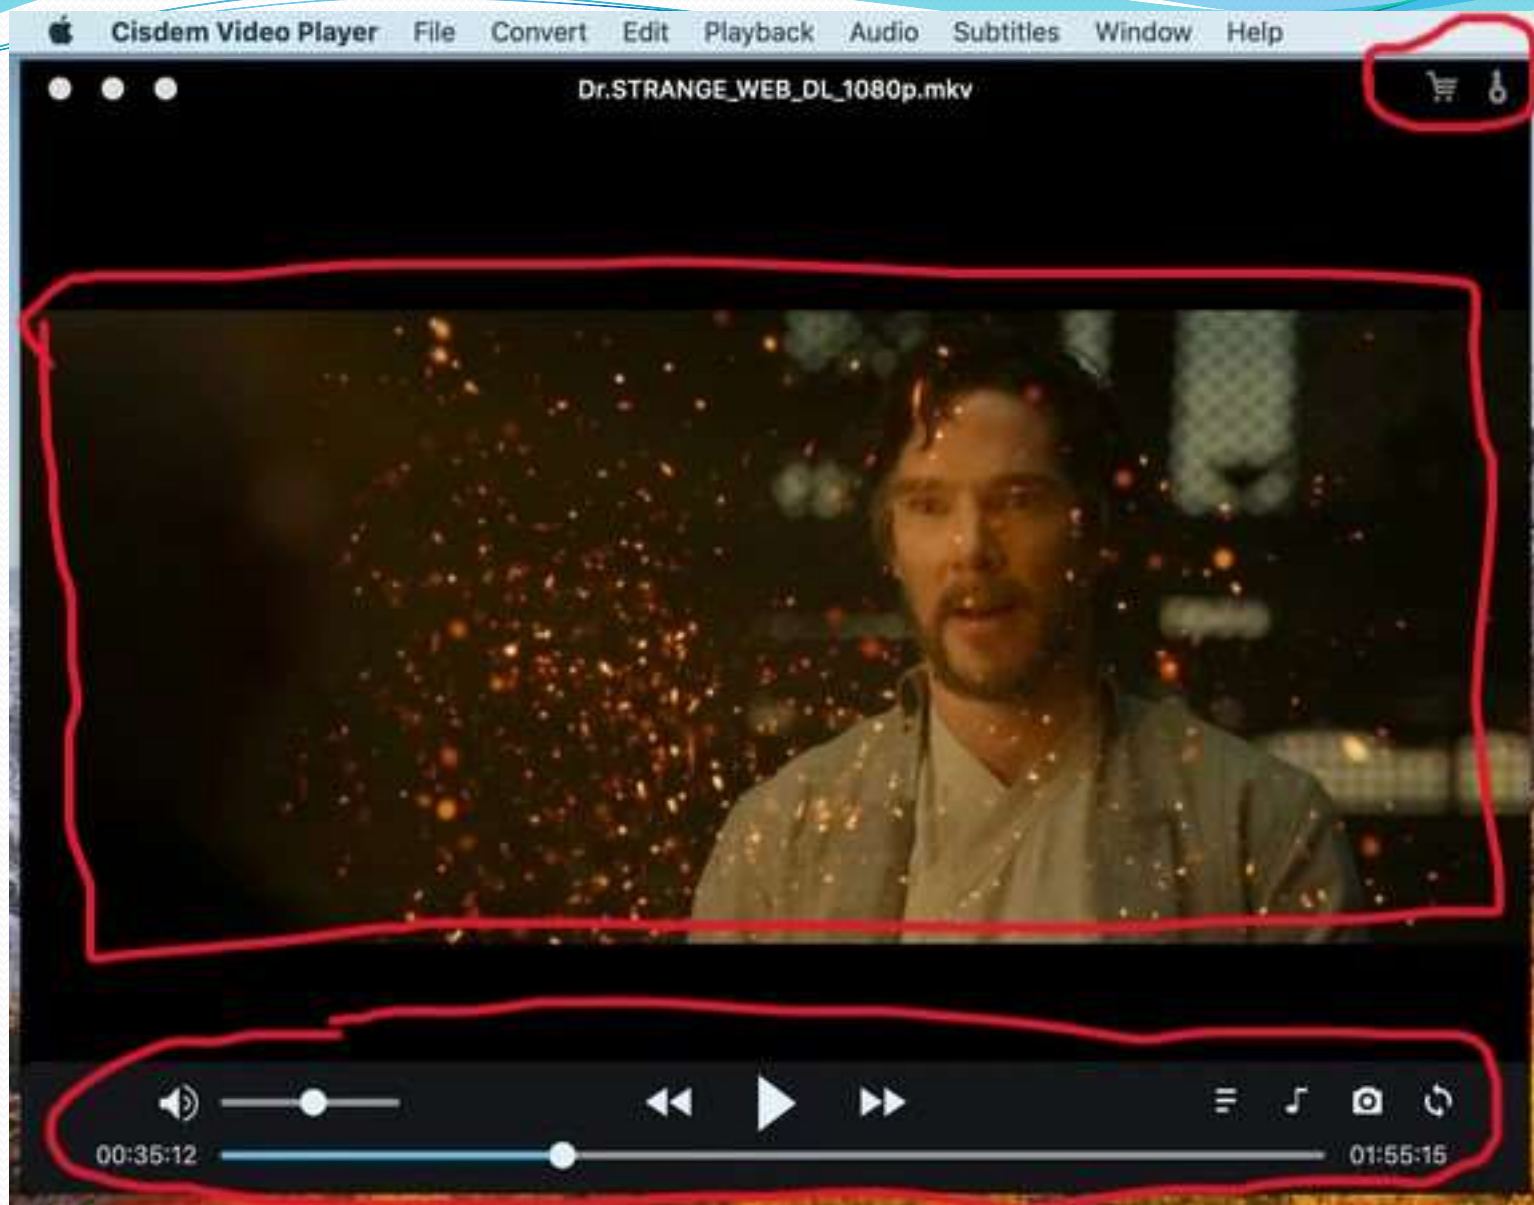 Cisdem Video Player File Convert Edit Playback Audio Subtitles Window Help
Dr.STRANGE_WEB_DL_1080p.mkv
00:35:12 01:55:15